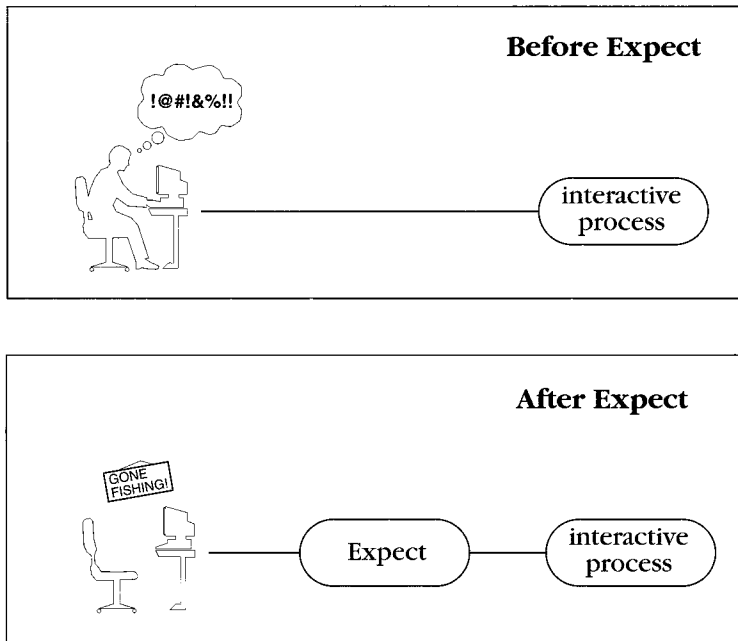 Before Expect
!@#!&%!!
interactive
process
After Expect
GONE
FISHING!
Expect
interactive
process